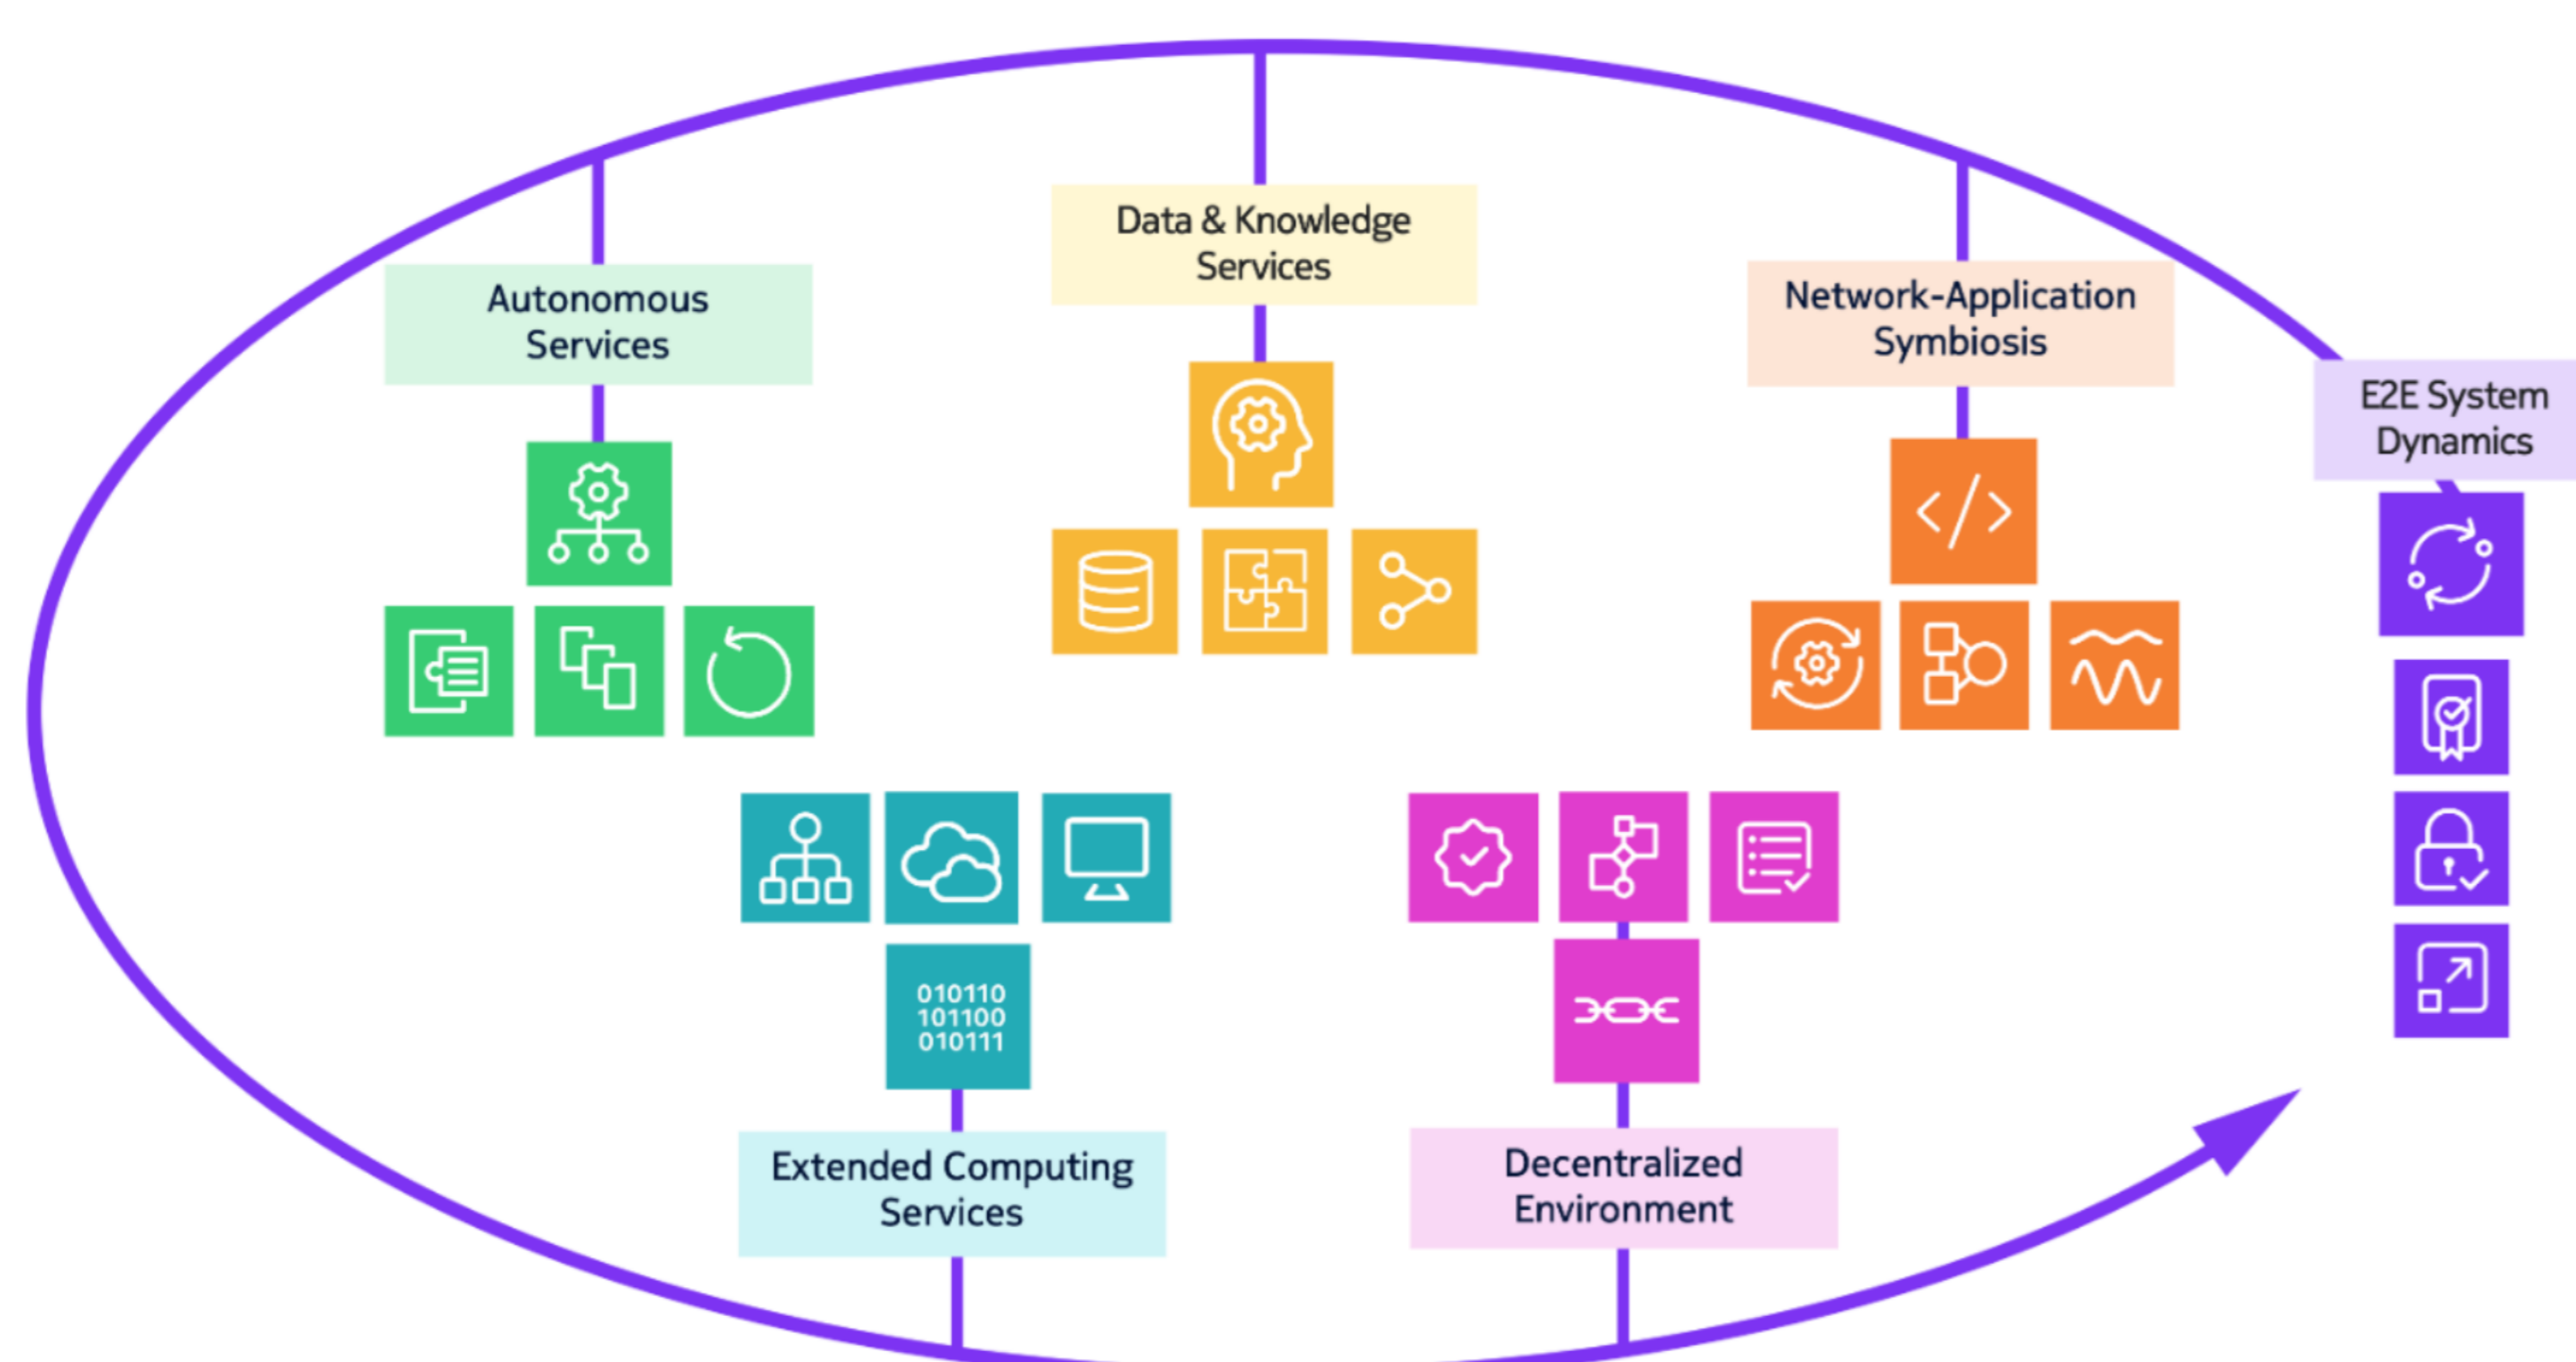 Data & Knowledge
Services
Autonomous
Services
Network-Application
Symbiosis
E2E System
Dynamics
</>
010110
101100
010111
Extended Computing
Services
Decentralized
Environment